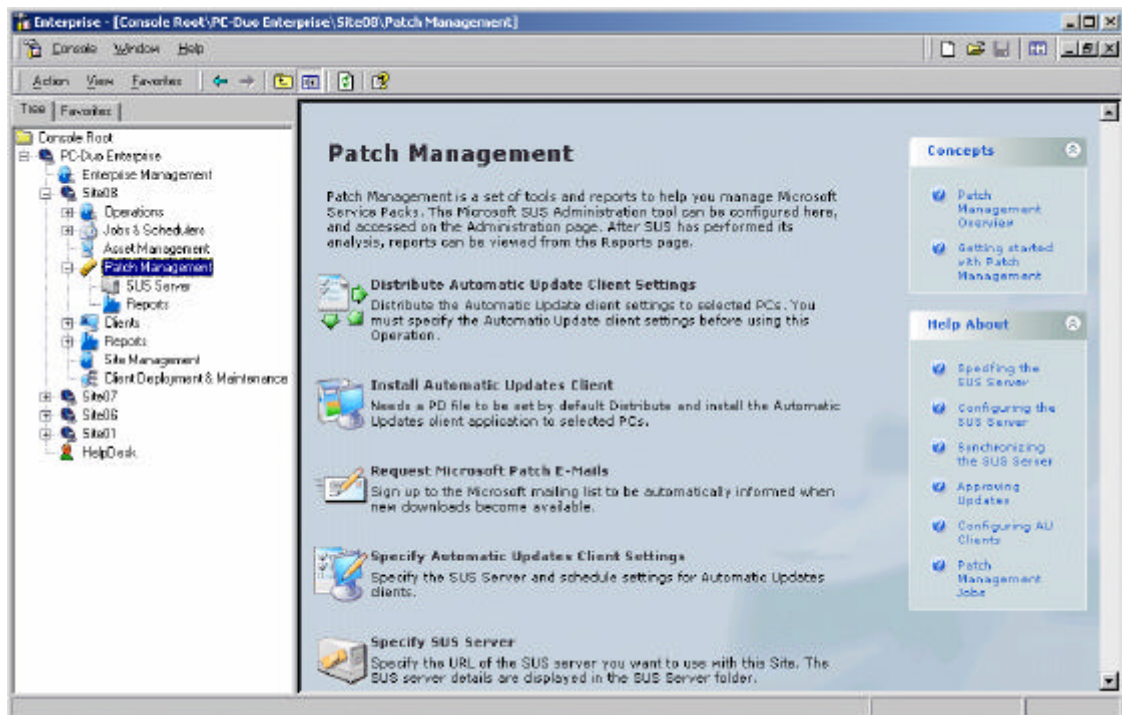 Enterprise - [Console Root\PC-Duo Enterprise\Site08\Patch Management]
Console Window Help
Action View Favorites
Tree Favorites
Console Root
PC-Duo Enterprise
Enterprise Management
Site08
Operations
Jobs & Schedulers
Asset Management
Patch Management
SUS Server
Reports
Clients
Reports
Site Management
Client Deployment & Maintenance
Site07
Site06
Site01
HelpDesk
Patch Management
Patch Management is a set of tools and reports to help you manage Microsoft
Service Packs. The Microsoft SUS Administration tool can be configured here,
and accessed on the Administration page. After SUS has performed its
analysis, reports can be viewed from the Reports page.
Distribute Automatic Update Client Settings
Distribute the Automatic Update client settings to selected PCs. You
must specify the Automatic Update client settings before using this
Operation.
Install Automatic Updates Client
Needs a PD file to be set by default Distribute and install the Automatic
Updates client application to selected PCs.
Request Microsoft Patch E-Mails
Sign up to the Microsoft mailing list to be automatically informed when
new downloads become available.
Specify Automatic Updates Client Settings
Specify the SUS Server and schedule settings for Automatic Updates
clients.
Specify SUS Server
Specify the URL of the SUS server you want to use with this Site. The
SUS server details are displayed in the SUS Server folder.
Concepts
Patch
Management
Overview
Getting started
with Patch
Management
Help About
Specifing the
SUS Server
Configuring the
SUS Server
Synchronizing
the SUS Server
Approving
Updates
Configuring AU
Clients
Patch
Management
Jobs